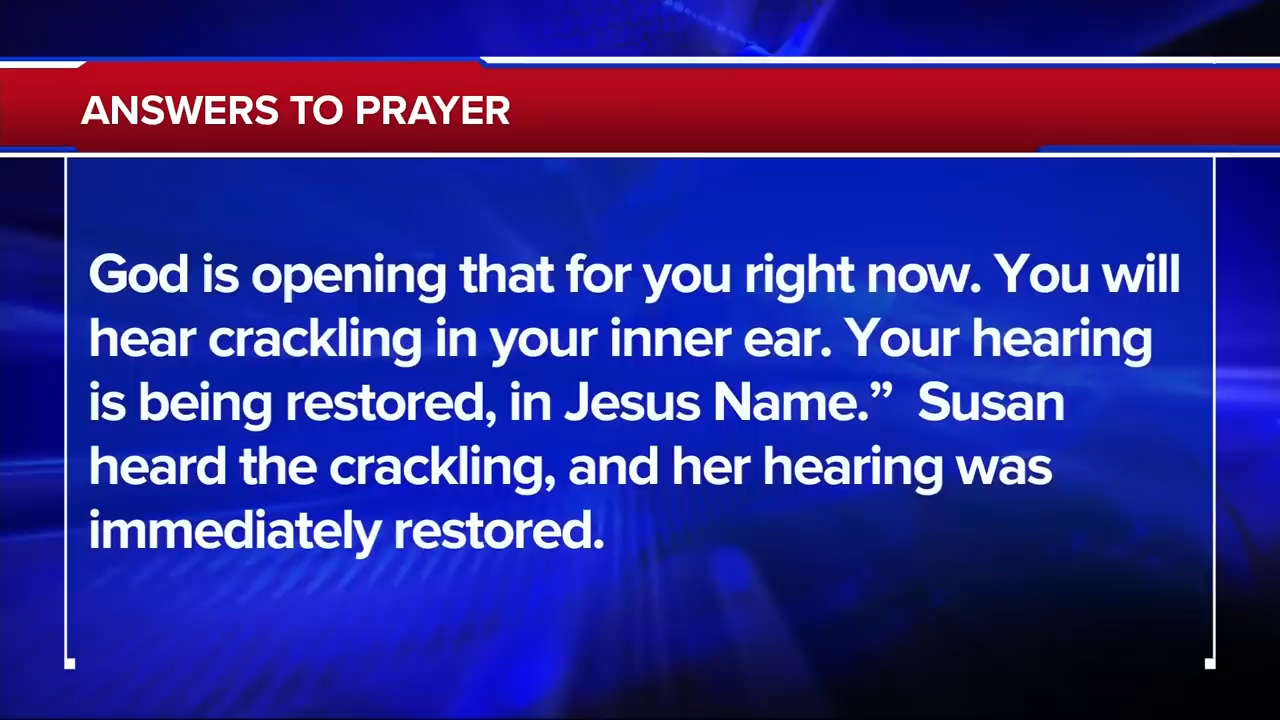 ANSWERS TO PRAYER
God is opening that for you right now. You will
hear crackling in your inner ear. Your hearing
is being restored, in Jesus Name.”  Susan
heard the crackling, and her hearing was
immediately restored.